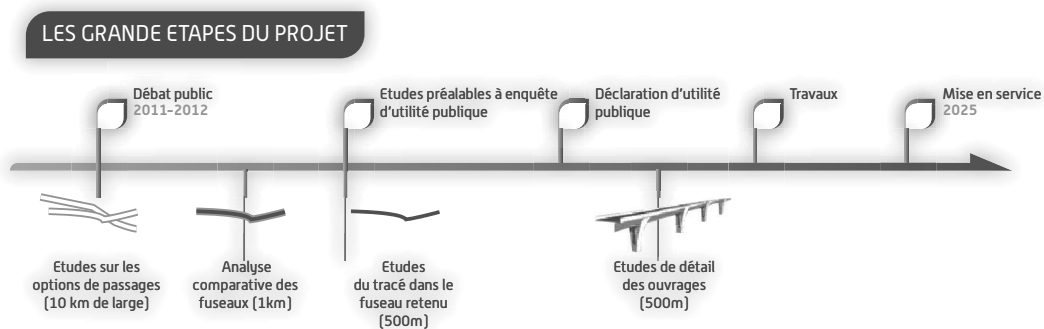 LES GRANDE ETAPES DU PROJET
Débat public
2011-2012
Etudes préalables à enquête
d'utilité publique
Déclaration d'utilité
publique
Travaux
Mise en service
2025
Etudes sur les
options de passages
(10 km de large)
Analyse
comparative des
fuseaux (1km)
Etudes
du tracé dans le
fuseau retenu
(500m)
Etudes de détail
des ouvrages
(500m)